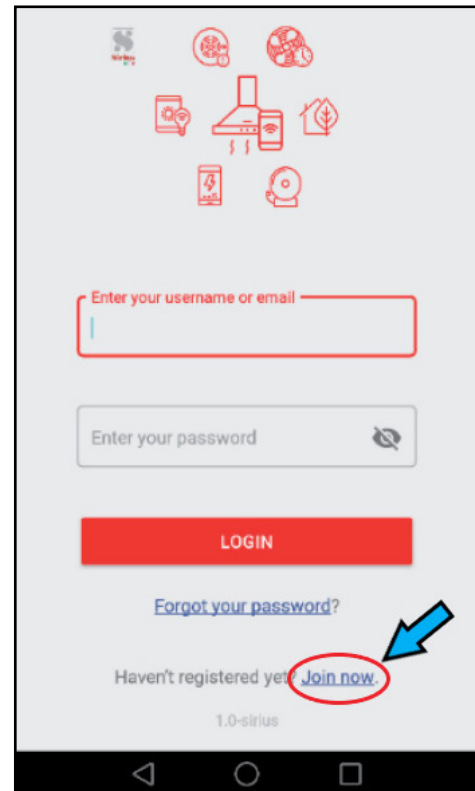 Enter your username or email
Enter your password
LOGIN
Forgot your password?
Haven't registered yet? Join now.
1.0-sirius